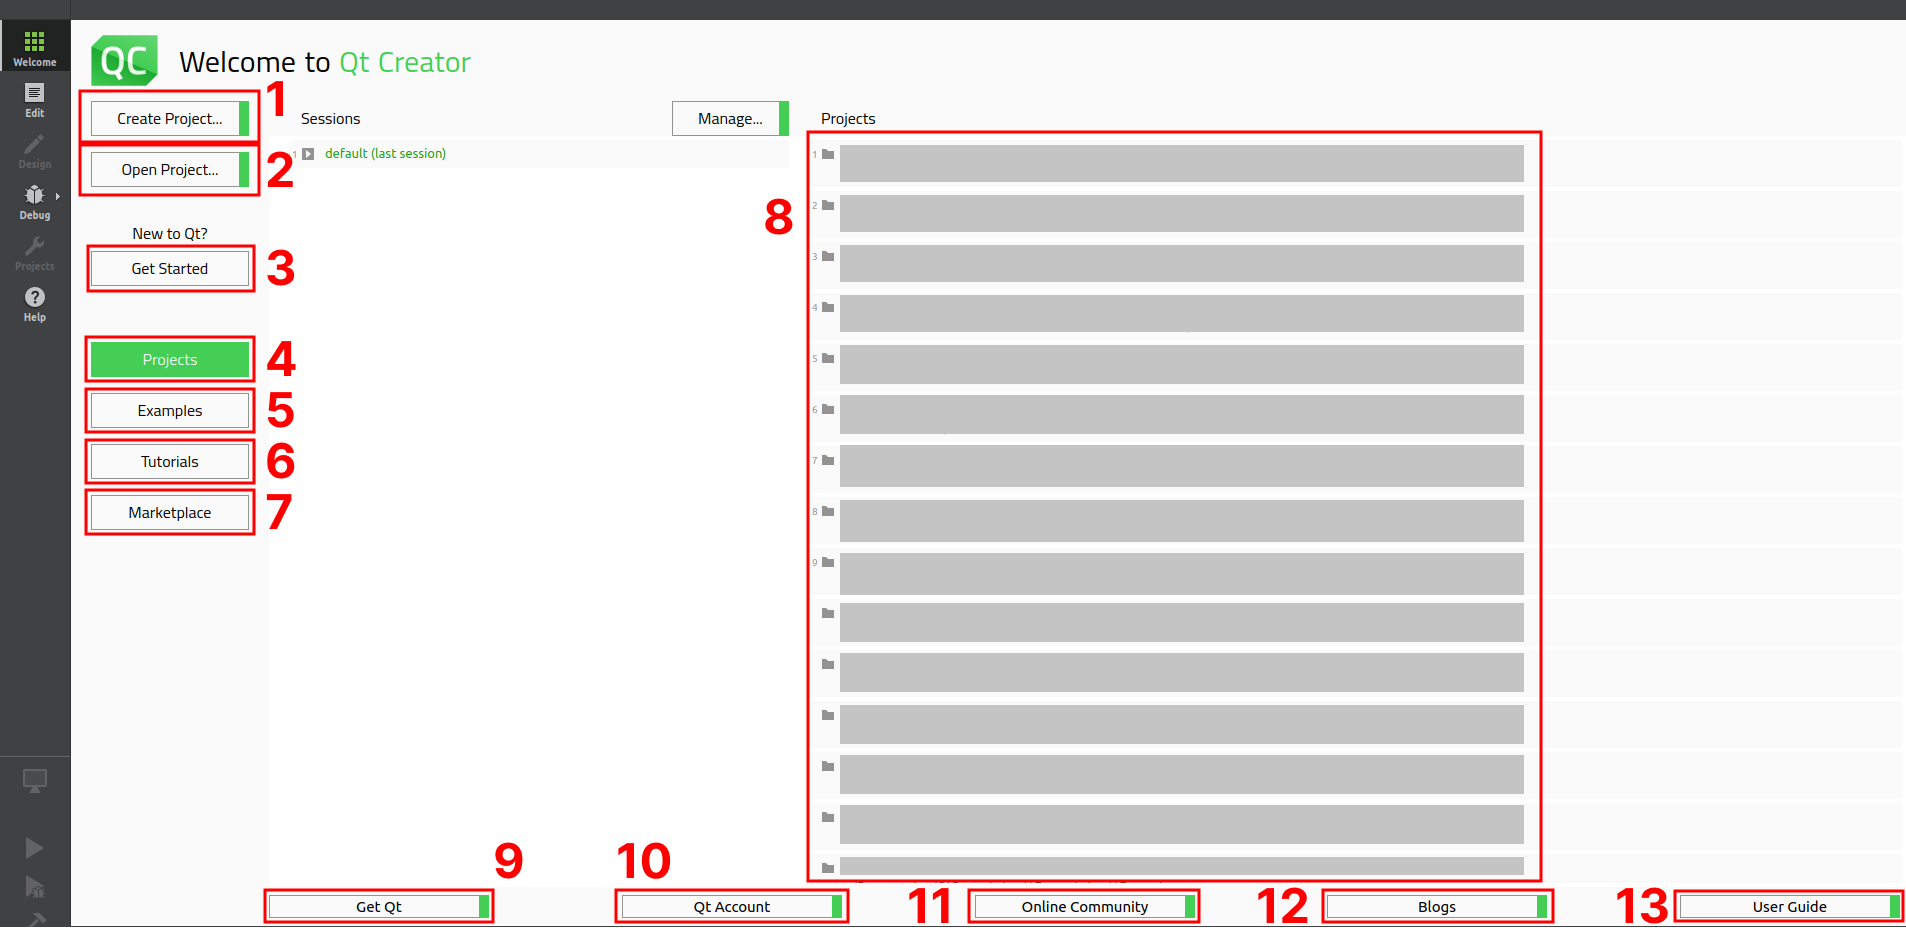 Welcome
Edit
Design
Debug
Projects
Help
QC
Welcome to Qt Creator
Create Project...
1
Open Project...
2
New to Qt?
Get Started
3
Projects
4
Examples
5
Tutorials
6
Marketplace
7
Sessions
Manage...
1 default (last session)
Projects
8
1
2
3
4
5
6
7
8
9
9
Get Qt
10
Qt Account
11
Online Community
12
Blogs
13
User Guide